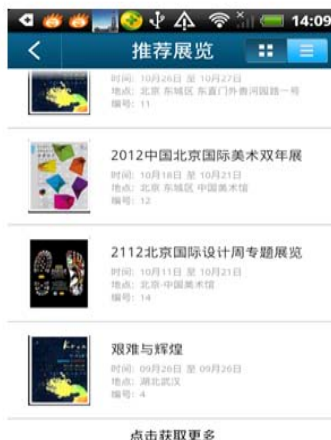 14:09
推荐展览
时间: 10月26日 至 10月27日
地点: 北京 东城区 东直门外香河园路一号
编号: 11
2012中国北京国际美术双年展
时间: 10月18日 至 10月21日
地点: 北京 东城区 中国美术馆
编号: 12
2112北京国际设计周专题展览
时间: 10月11日 至 10月21日
地点: 北京·中国美术馆
编号: 14
艰难与辉煌
时间: 09月26日 至 09月26日
地点: 湖北武汉
编号: 4
点击获取更多